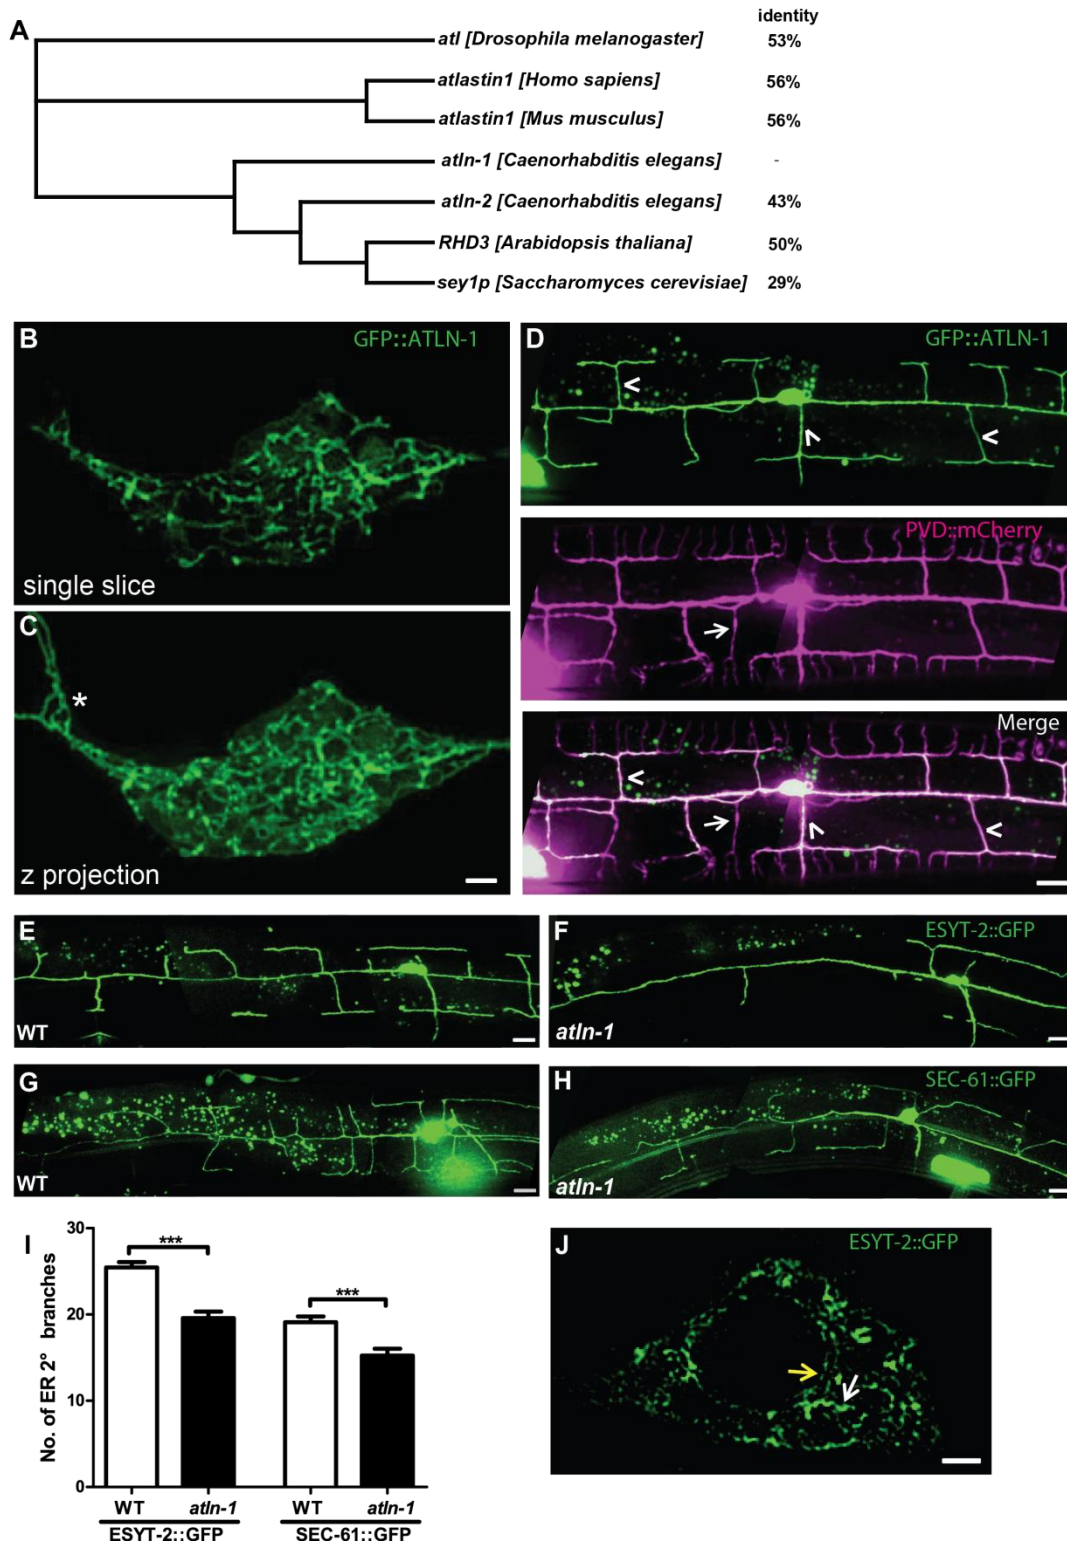 A
identity
atl [Drosophila melanogaster] 53%
atlastin1 [Homo sapiens] 56%
atlastin1 [Mus musculus] 56%
atln-1 [Caenorhabditis elegans] -
atln-2 [Caenorhabditis elegans] 43%
RHD3 [Arabidopsis thaliana] 50%
sey1p [Saccharomyces cerevisiae] 29%
B GFP::ATLN-1
single slice
C
*
z projection
D GFP::ATLN-1
PVD::mCherry
Merge
E
WT
F ESYT-2::GFP
atln-1
G
WT
H SEC-61::GFP
atln-1
I
No. of ER 2° branches
30
20
10
0
***
***
WT atln-1 WT atln-1
ESYT-2::GFP SEC-61::GFP
J ESYT-2::GFP